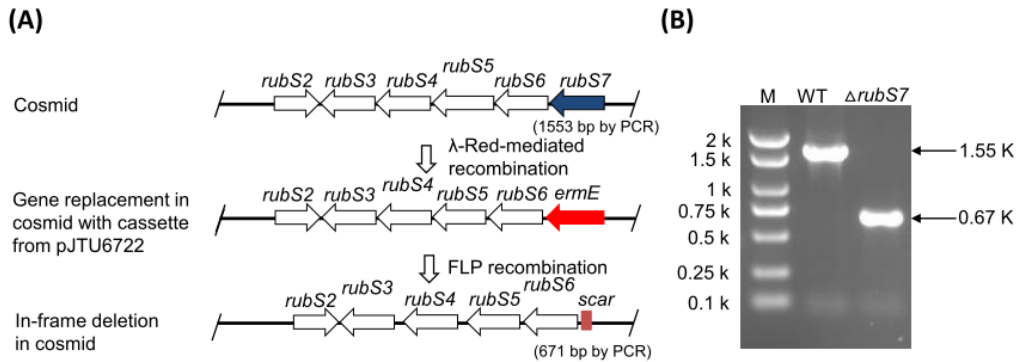 (A)
rubS2 rubS3 rubS4 rubS5 rubS6 rubS7
Cosmid
(1553 bp by PCR)
λ-Red-mediated
recombination
rubS2 rubS3 rubS4 rubS5 rubS6 ermE
Gene replacement in
cosmid with cassette
from pJTU6722
FLP recombination
rubS2 rubS3 rubS4 rubS5 rubS6 scar
In-frame deletion
in cosmid
(671 bp by PCR)
(B)
M WT ΔrubS7
2 k
1.5 k
1 k
0.75 k
0.5 k
0.25 k
0.1 k
1.55 K
0.67 K